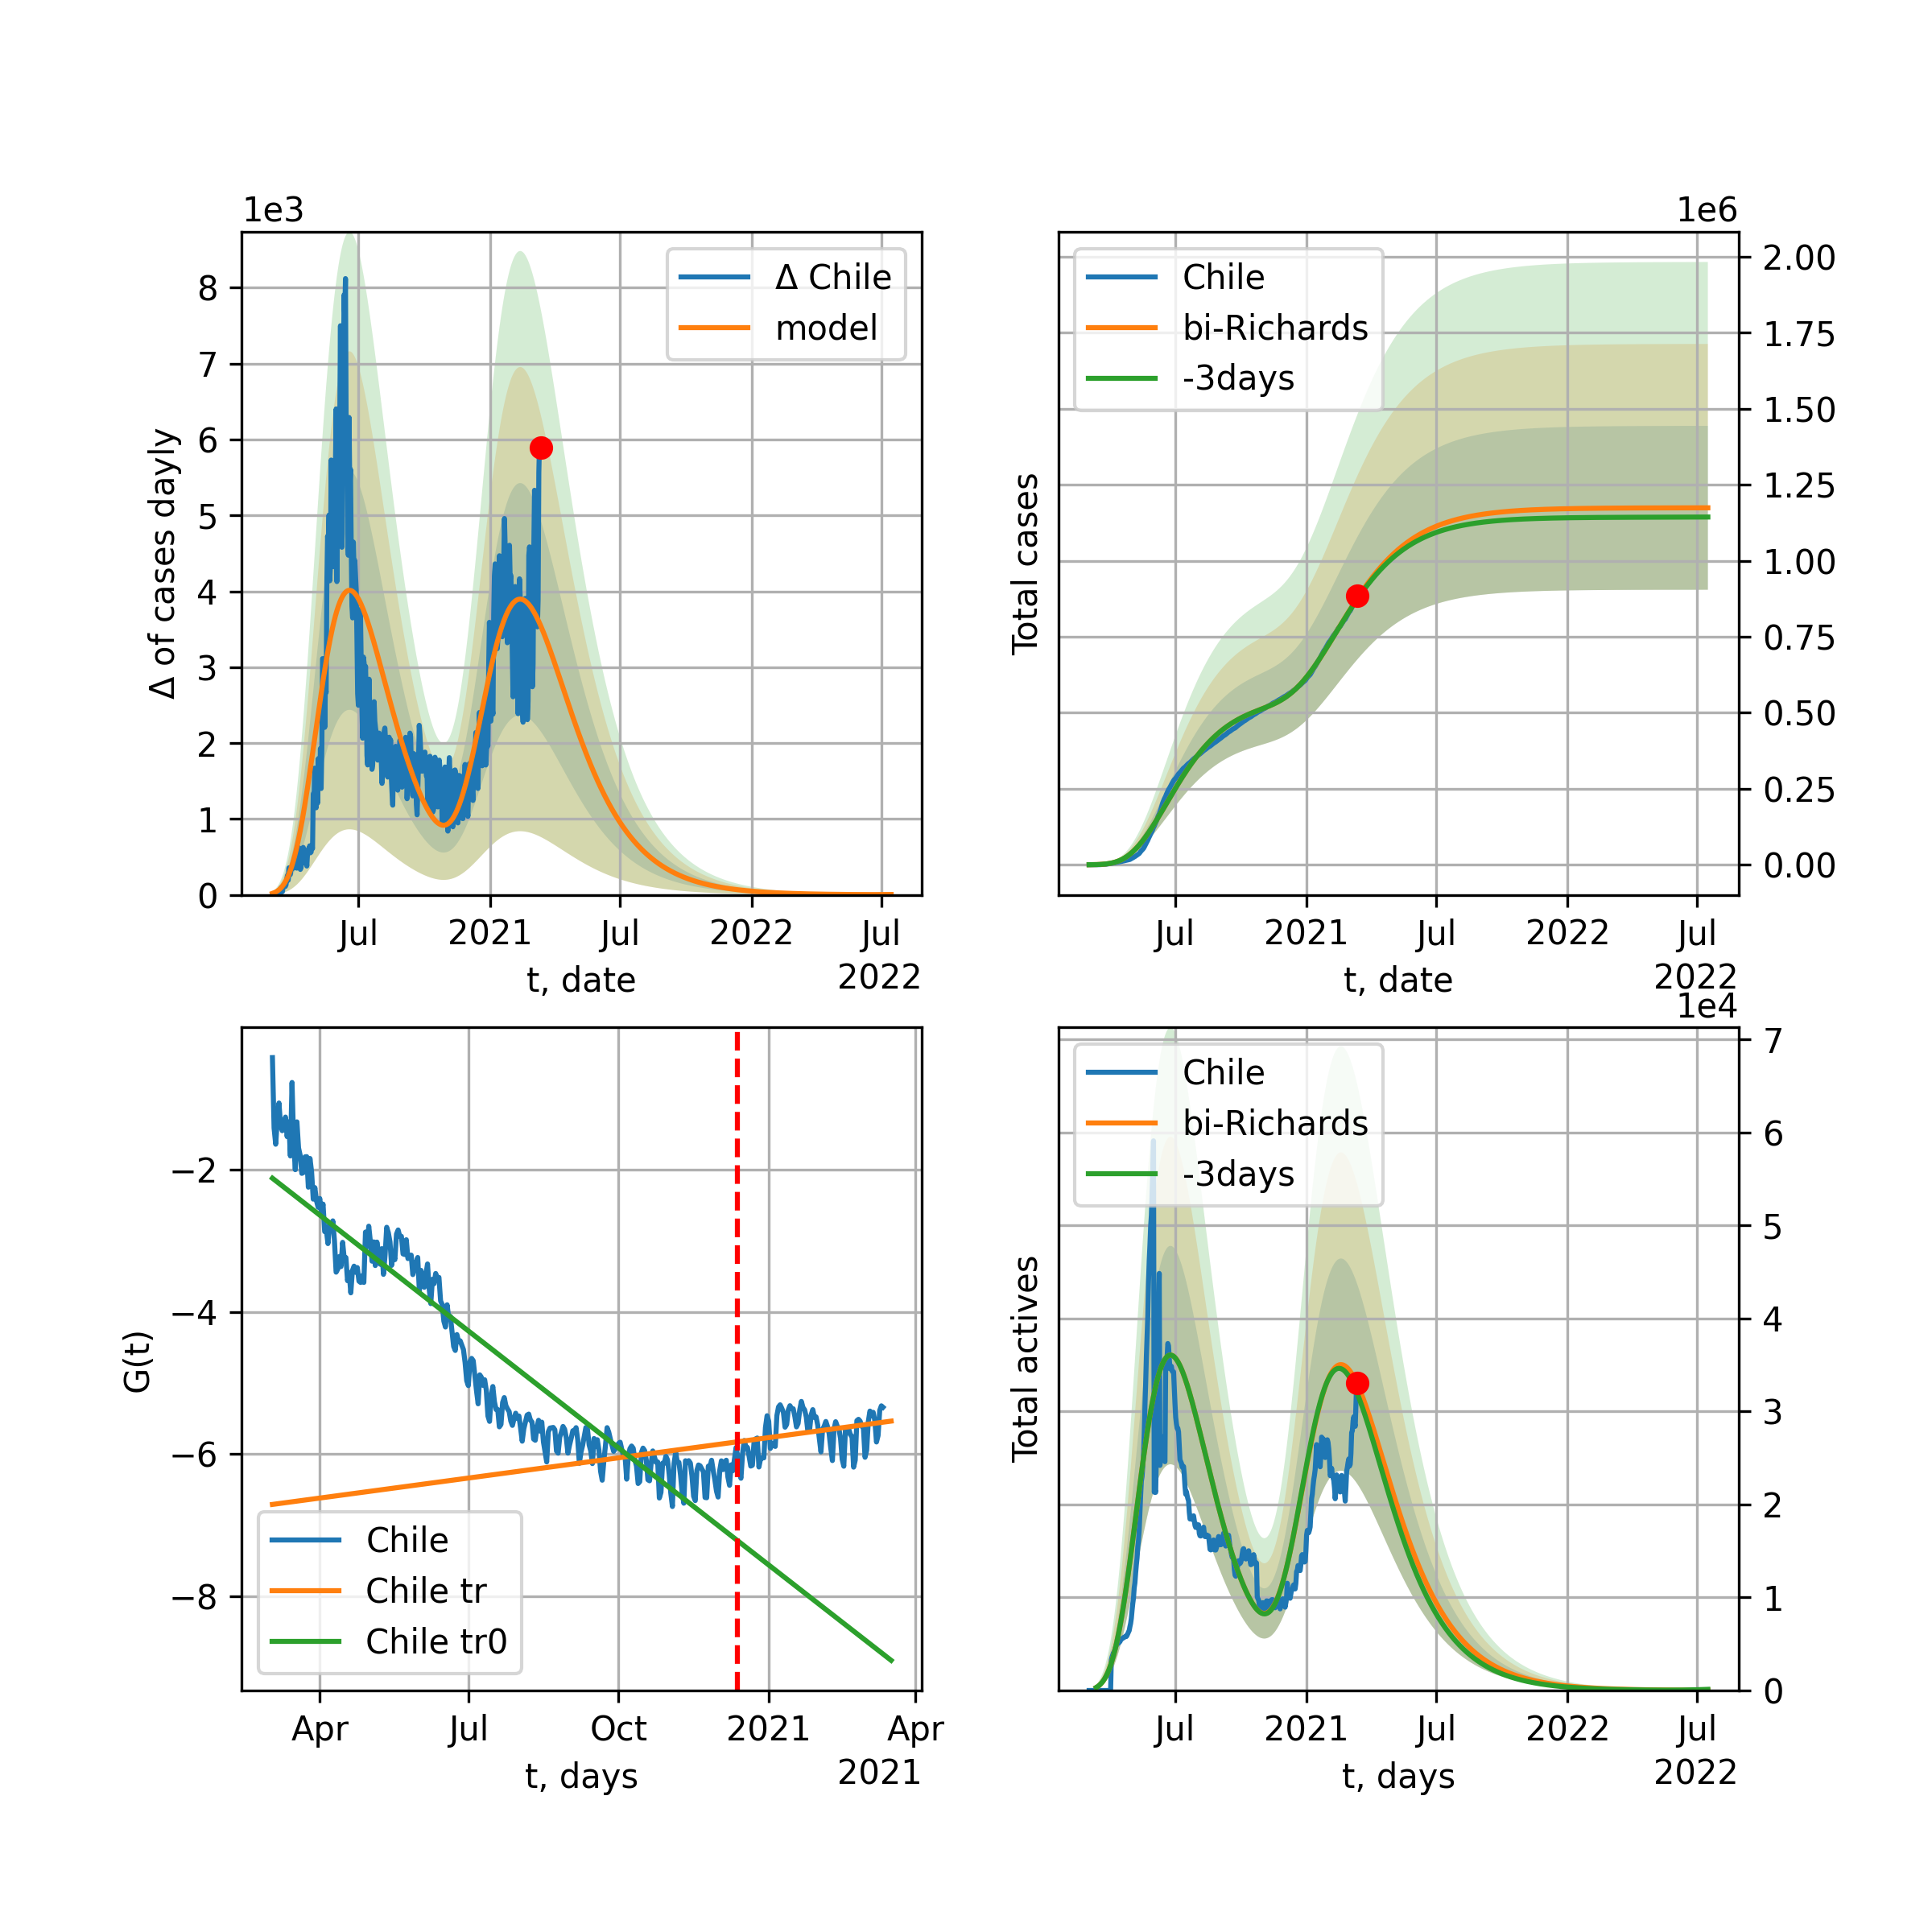 1e3
Δ Chile
model
8
7
6
5
4
3
2
1
0
Δ of cases dayly
Jul 2021 Jul 2022 Jul
2022
t, date
1e6
Chile
bi-Richards
-3days
2.00
1.75
1.50
1.25
1.00
0.75
0.50
0.25
0.00
Total cases
Jul 2021 Jul 2022 Jul
2022
t, date
−2
−4
−6
−8
G(t)
Chile
Chile tr
Chile tr0
Apr Jul Oct 2021 Apr
2021
t, days
1e4
Chile
bi-Richards
-3days
7
6
5
4
3
2
1
0
Total actives
Jul 2021 Jul 2022 Jul
2022
t, days